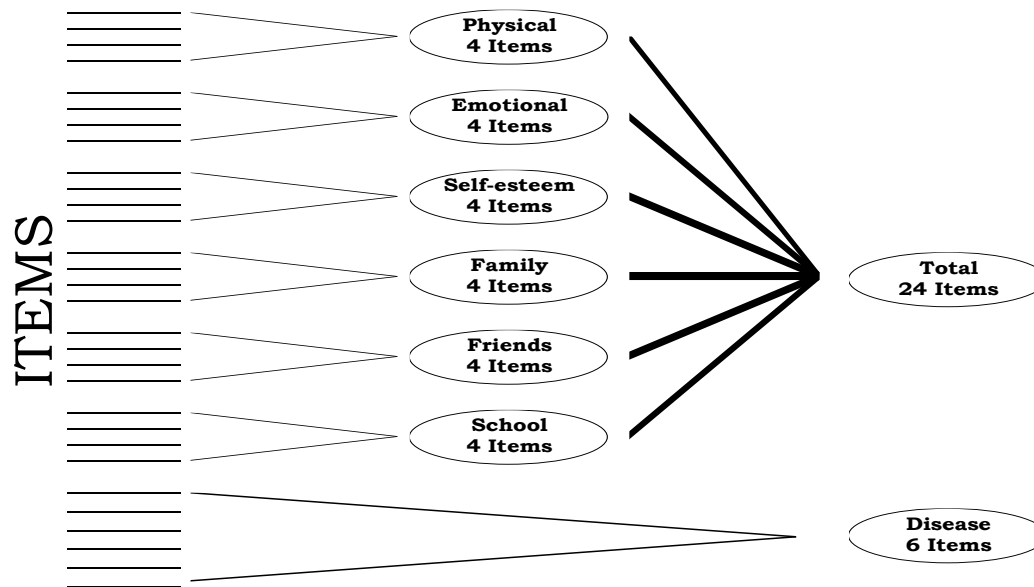 ITEMS
Physical
4 Items
Emotional
4 Items
Self-esteem
4 Items
Family
4 Items
Friends
4 Items
School
4 Items
Total
24 Items
Disease
6 Items